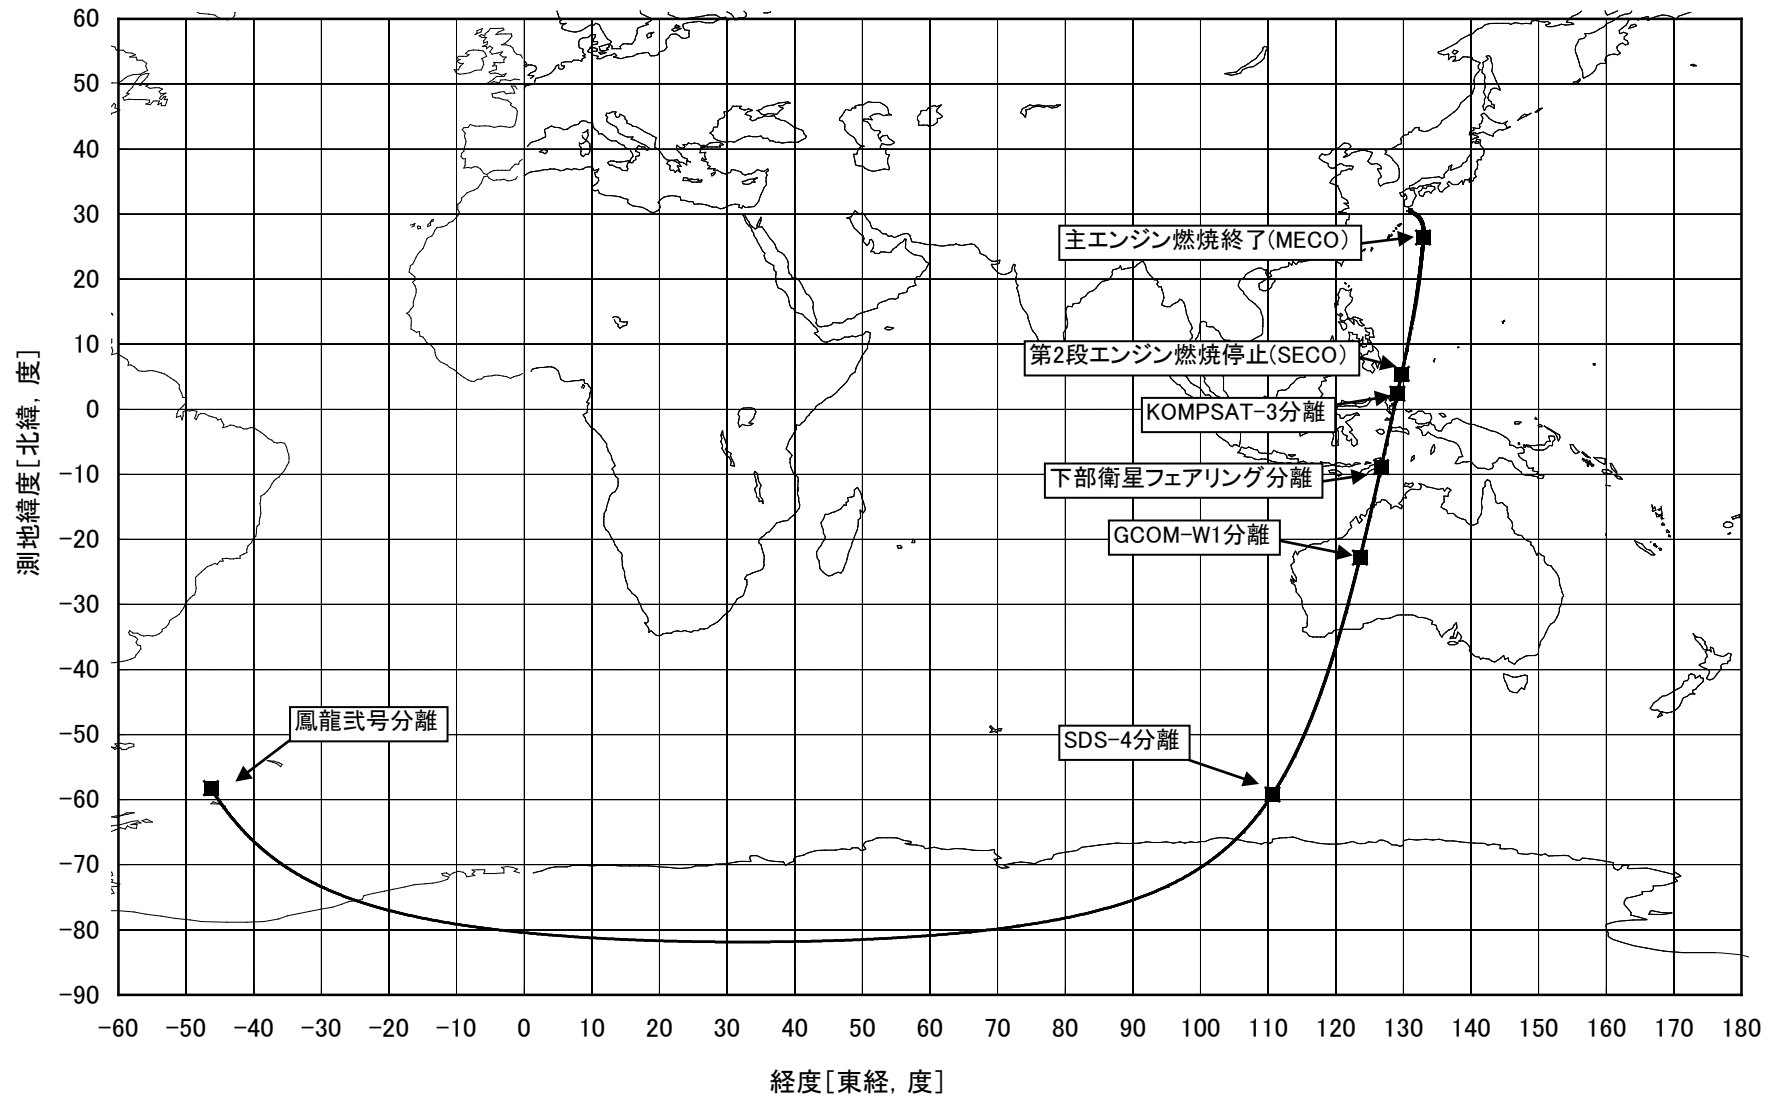 60
50
40
30
20
10
0
-10
-20
-30
-40
-50
-60
-70
-80
-90
測地緯度[北緯, 度]
主エンジン燃焼終了(MECO)
第2段エンジン燃焼停止(SECO)
KOMPSAT-3分離
下部衛星フェアリング分離
GCOM-W1分離
鳳龍弐号分離
SDS-4分離
-60 -50 -40 -30 -20 -10 0 10 20 30 40 50 60 70 80 90 100 110 120 130 140 150 160 170 180
経度[東経, 度]